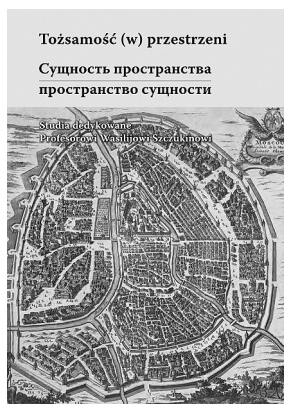 Tożsamość (w) przestrzeni
Сущность пространства
пространство сущности
Studia dedykowane
Profesorowi Wasilijowi Szczukinowi